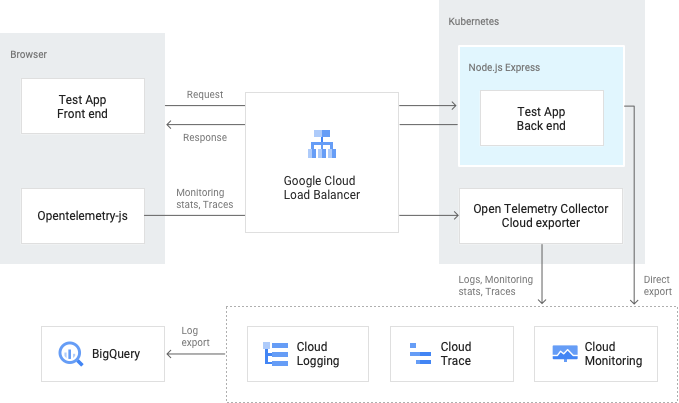 Kubernetes
Browser
Node.js Express
Test App
Front end
Request
Test App
Back end
Response
Google Cloud
Load Balancer
Monitoring
stats, Traces
Opentelemetry-js
Open Telemetry Collector
Cloud exporter
Logs, Monitoring
stats, Traces
Direct
export
Log
export
BigQuery
Cloud
Logging
Cloud
Trace
Cloud
Monitoring